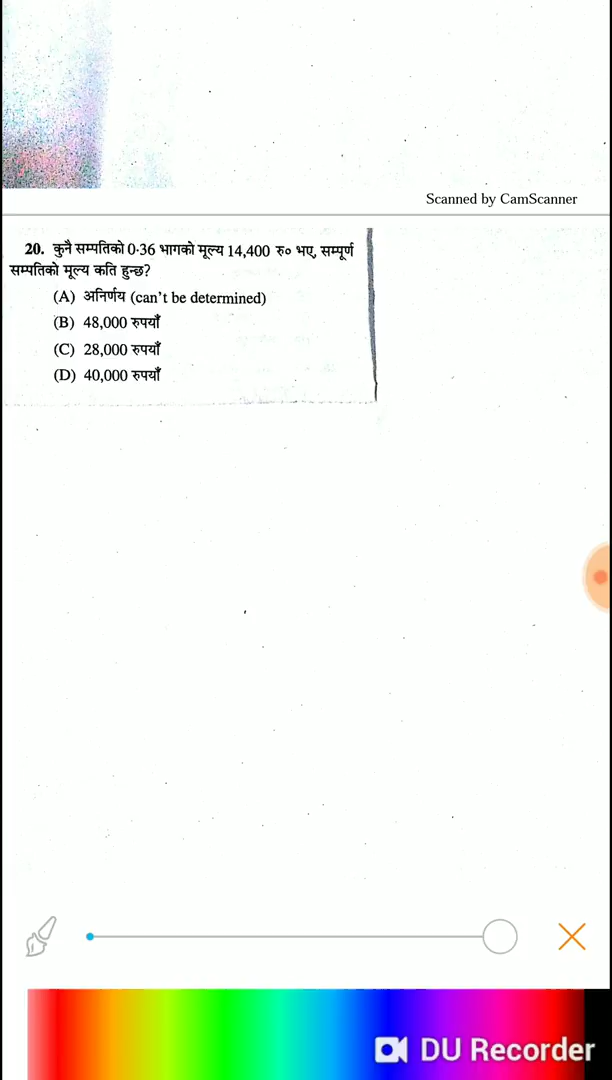 Scanned by CamScanner
20. कुनै सम्पतिको 0·36 भागको मूल्य 14,400 रु० भए, सम्पूर्ण
सम्पतिको मूल्य कति हुन्छ?
(A) अनिर्णय (can't be determined)
(B) 48,000 रुपयाँ
(C) 28,000 रुपयाँ
(D) 40,000 रुपयाँ
DU Recorder